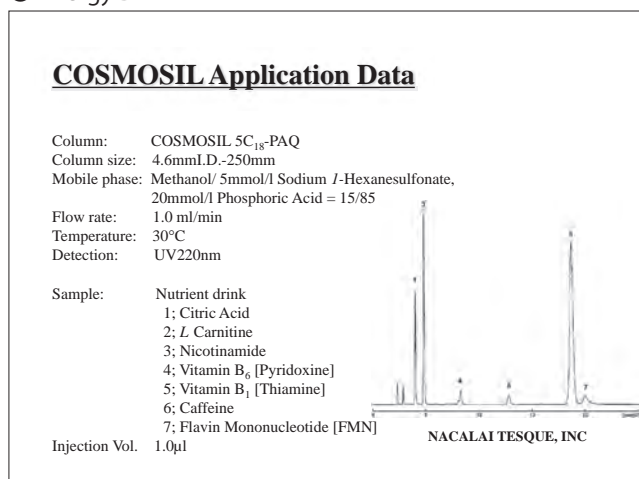 COSMOSIL Application Data
Column: COSMOSIL 5C18-PAQ
Column size: 4.6mmI.D.-250mm
Mobile phase: Methanol/ 5mmol/l Sodium 1-Hexanesulfonate,
20mmol/l Phosphoric Acid = 15/85
Flow rate: 1.0 ml/min
Temperature: 30°C
Detection: UV220nm
Sample: Nutrient drink
1; Citric Acid
2; L Carnitine
3; Nicotinamide
4; Vitamin B6 [Pyridoxine]
5; Vitamin B1 [Thiamine]
6; Caffeine
7; Flavin Mononucleotide [FMN]
Injection Vol. 1.0μl
4
7
NACALAI TESQUE, INC